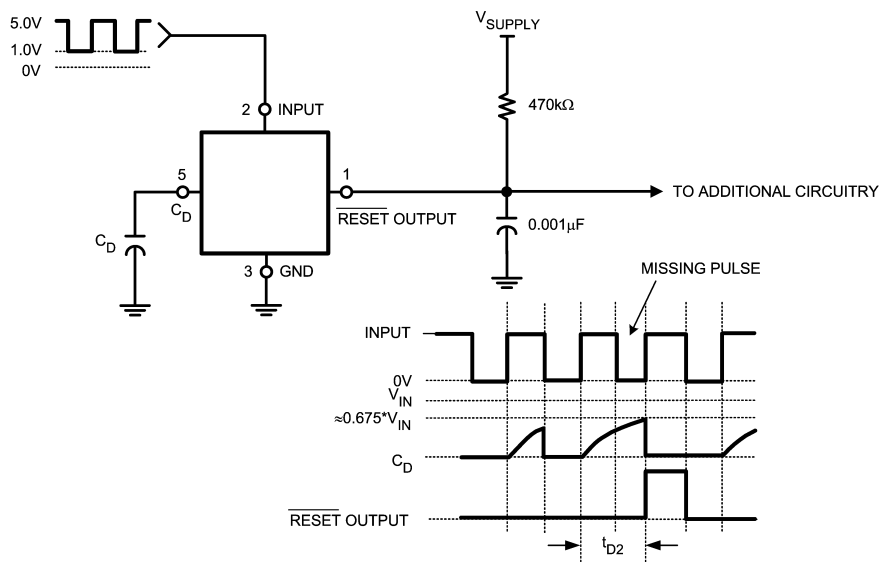 5.0V
1.0V
0V
VSUPPLY
470kΩ
2 INPUT
5
CD
1
RESET OUTPUT
TO ADDITIONAL CIRCUITRY
CD
0.001µF
3 GND
MISSING PULSE
INPUT
0V
VIN
≈0.675*VIN
CD
RESET OUTPUT
tD2